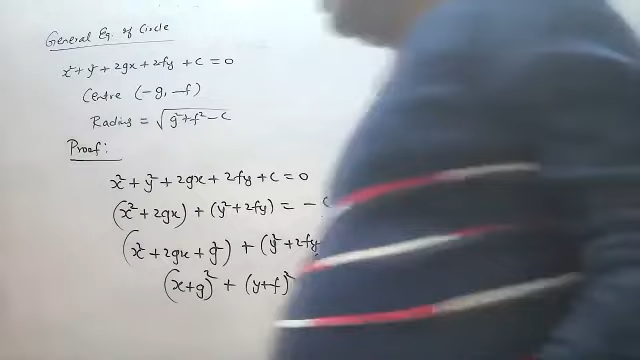 General Eq. of Circle
x² + y² + 2gx + 2fy + c = 0
Centre (-g, -f)
Radius = √g²+f²-c
Proof:
x² + y² + 2gx + 2fy + c = 0
(x² + 2gx) + (y² + 2fy) = - c
(x² + 2gx + g²) + (y² + 2fy
(x+g)² + (y+f)²